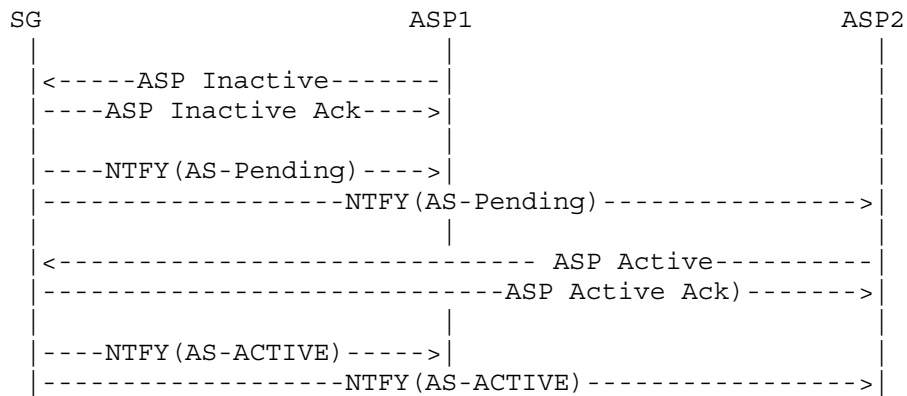 SG ASP1 ASP2
<-----ASP Inactive-------
----ASP Inactive Ack---->
----NTFY(AS-Pending)---->
-------------------NTFY(AS-Pending)---------------->
<------------------------------- ASP Active----------
-----------------------------ASP Active Ack)------->
----NTFY(AS-ACTIVE)----->
-------------------NTFY(AS-ACTIVE)----------------->